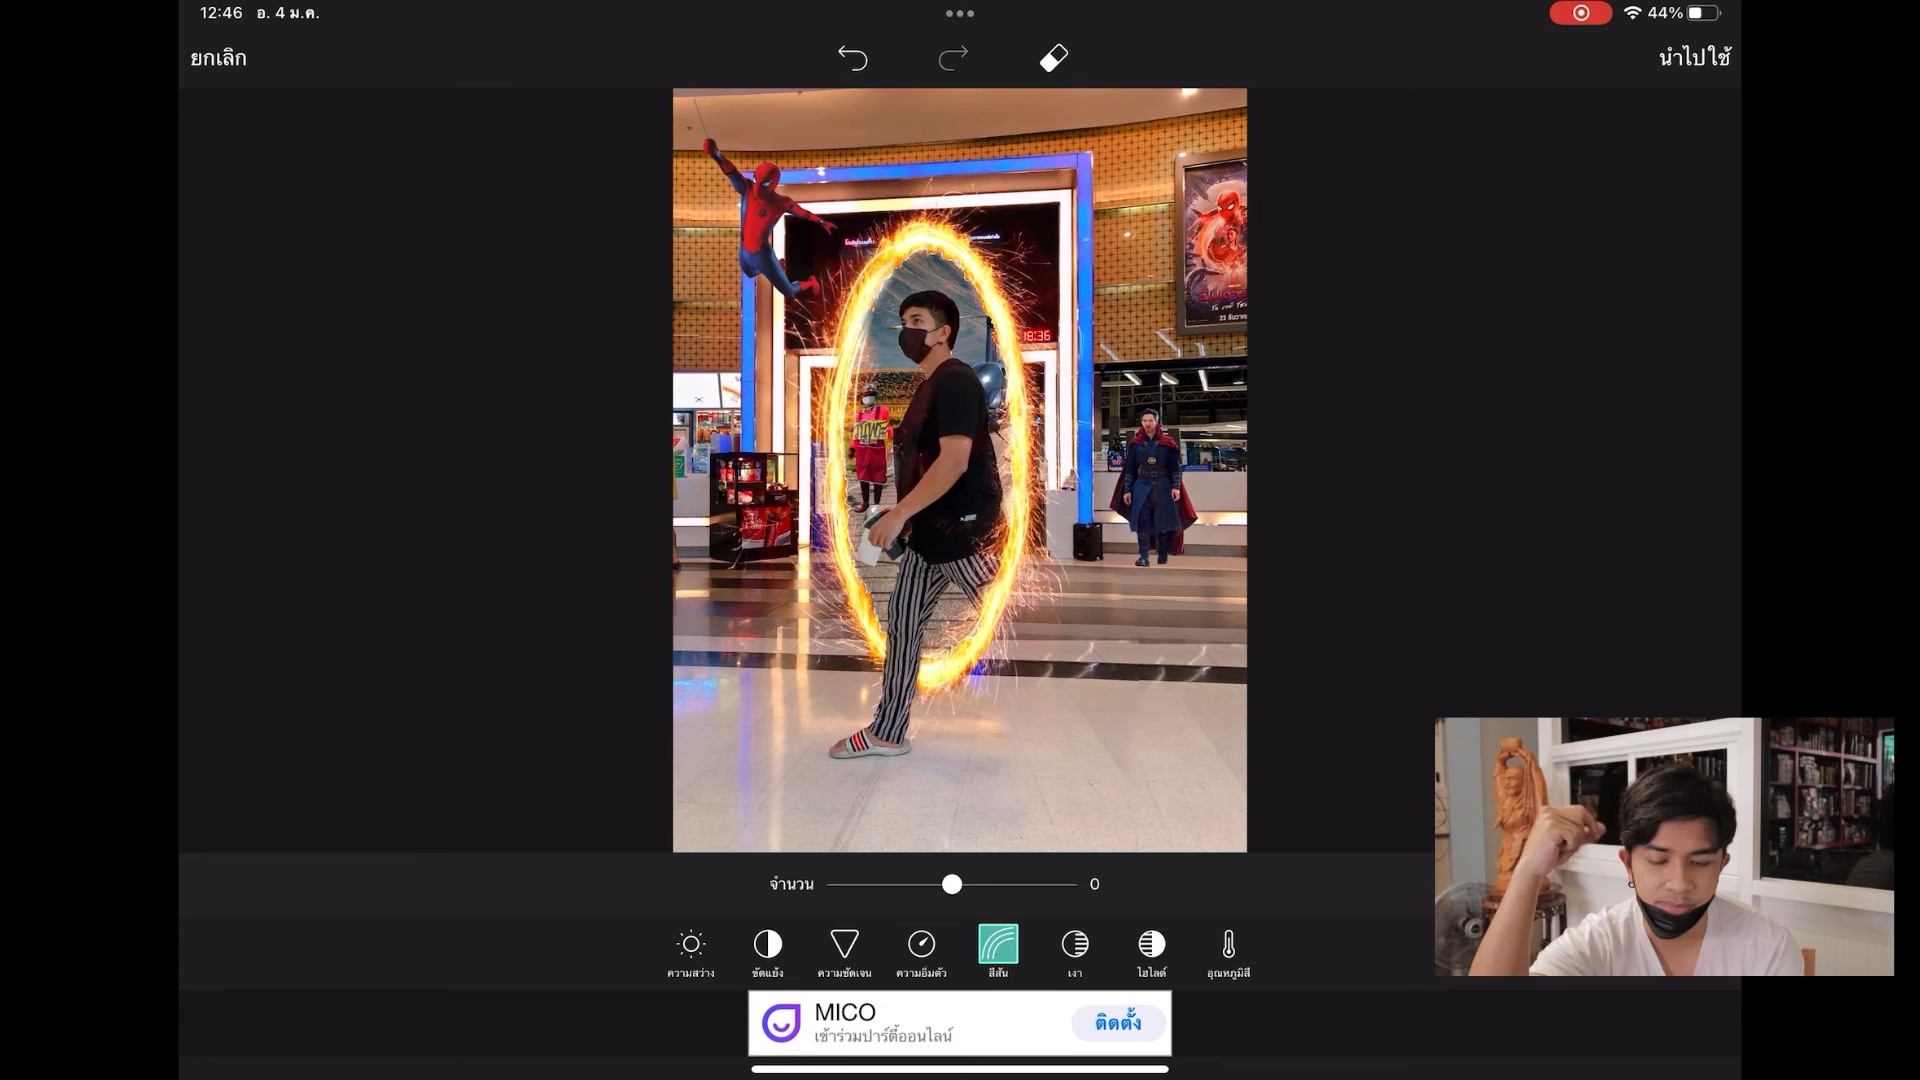 12:46 อ. 4 ม.ค.
44%
ยกเลิก
นำไปใช้
18:36
จำนวน
0
ความสว่าง
ขัดแย้ง
ความชัดเจน
ความอิ่มตัว
สีสัน
เงา
ไฮไลต์
อุณหภูมิสี
MICO
เข้าร่วมปาร์ตี้ออนไลน์
ติดตั้ง